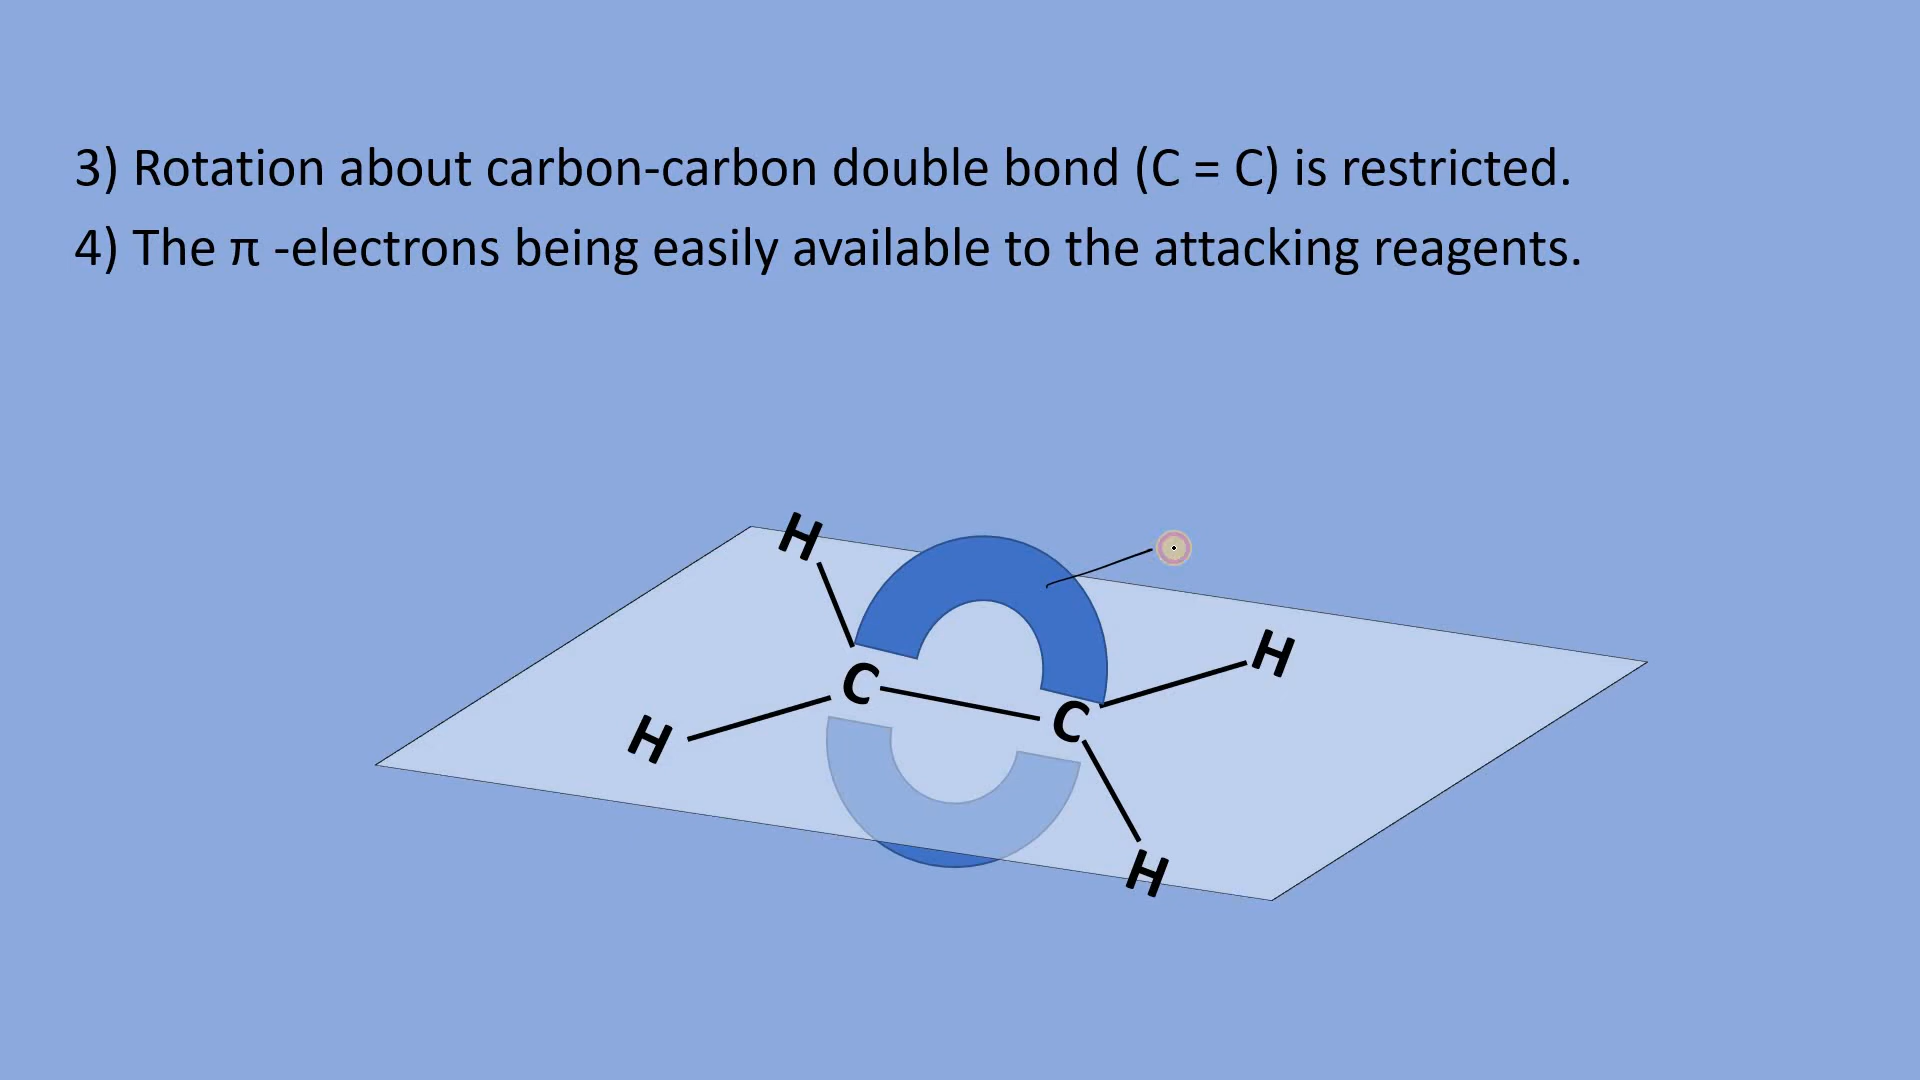 3) Rotation about carbon-carbon double bond (C = C) is restricted.
4) The π -electrons being easily available to the attacking reagents.
H
H
C
H
C
H